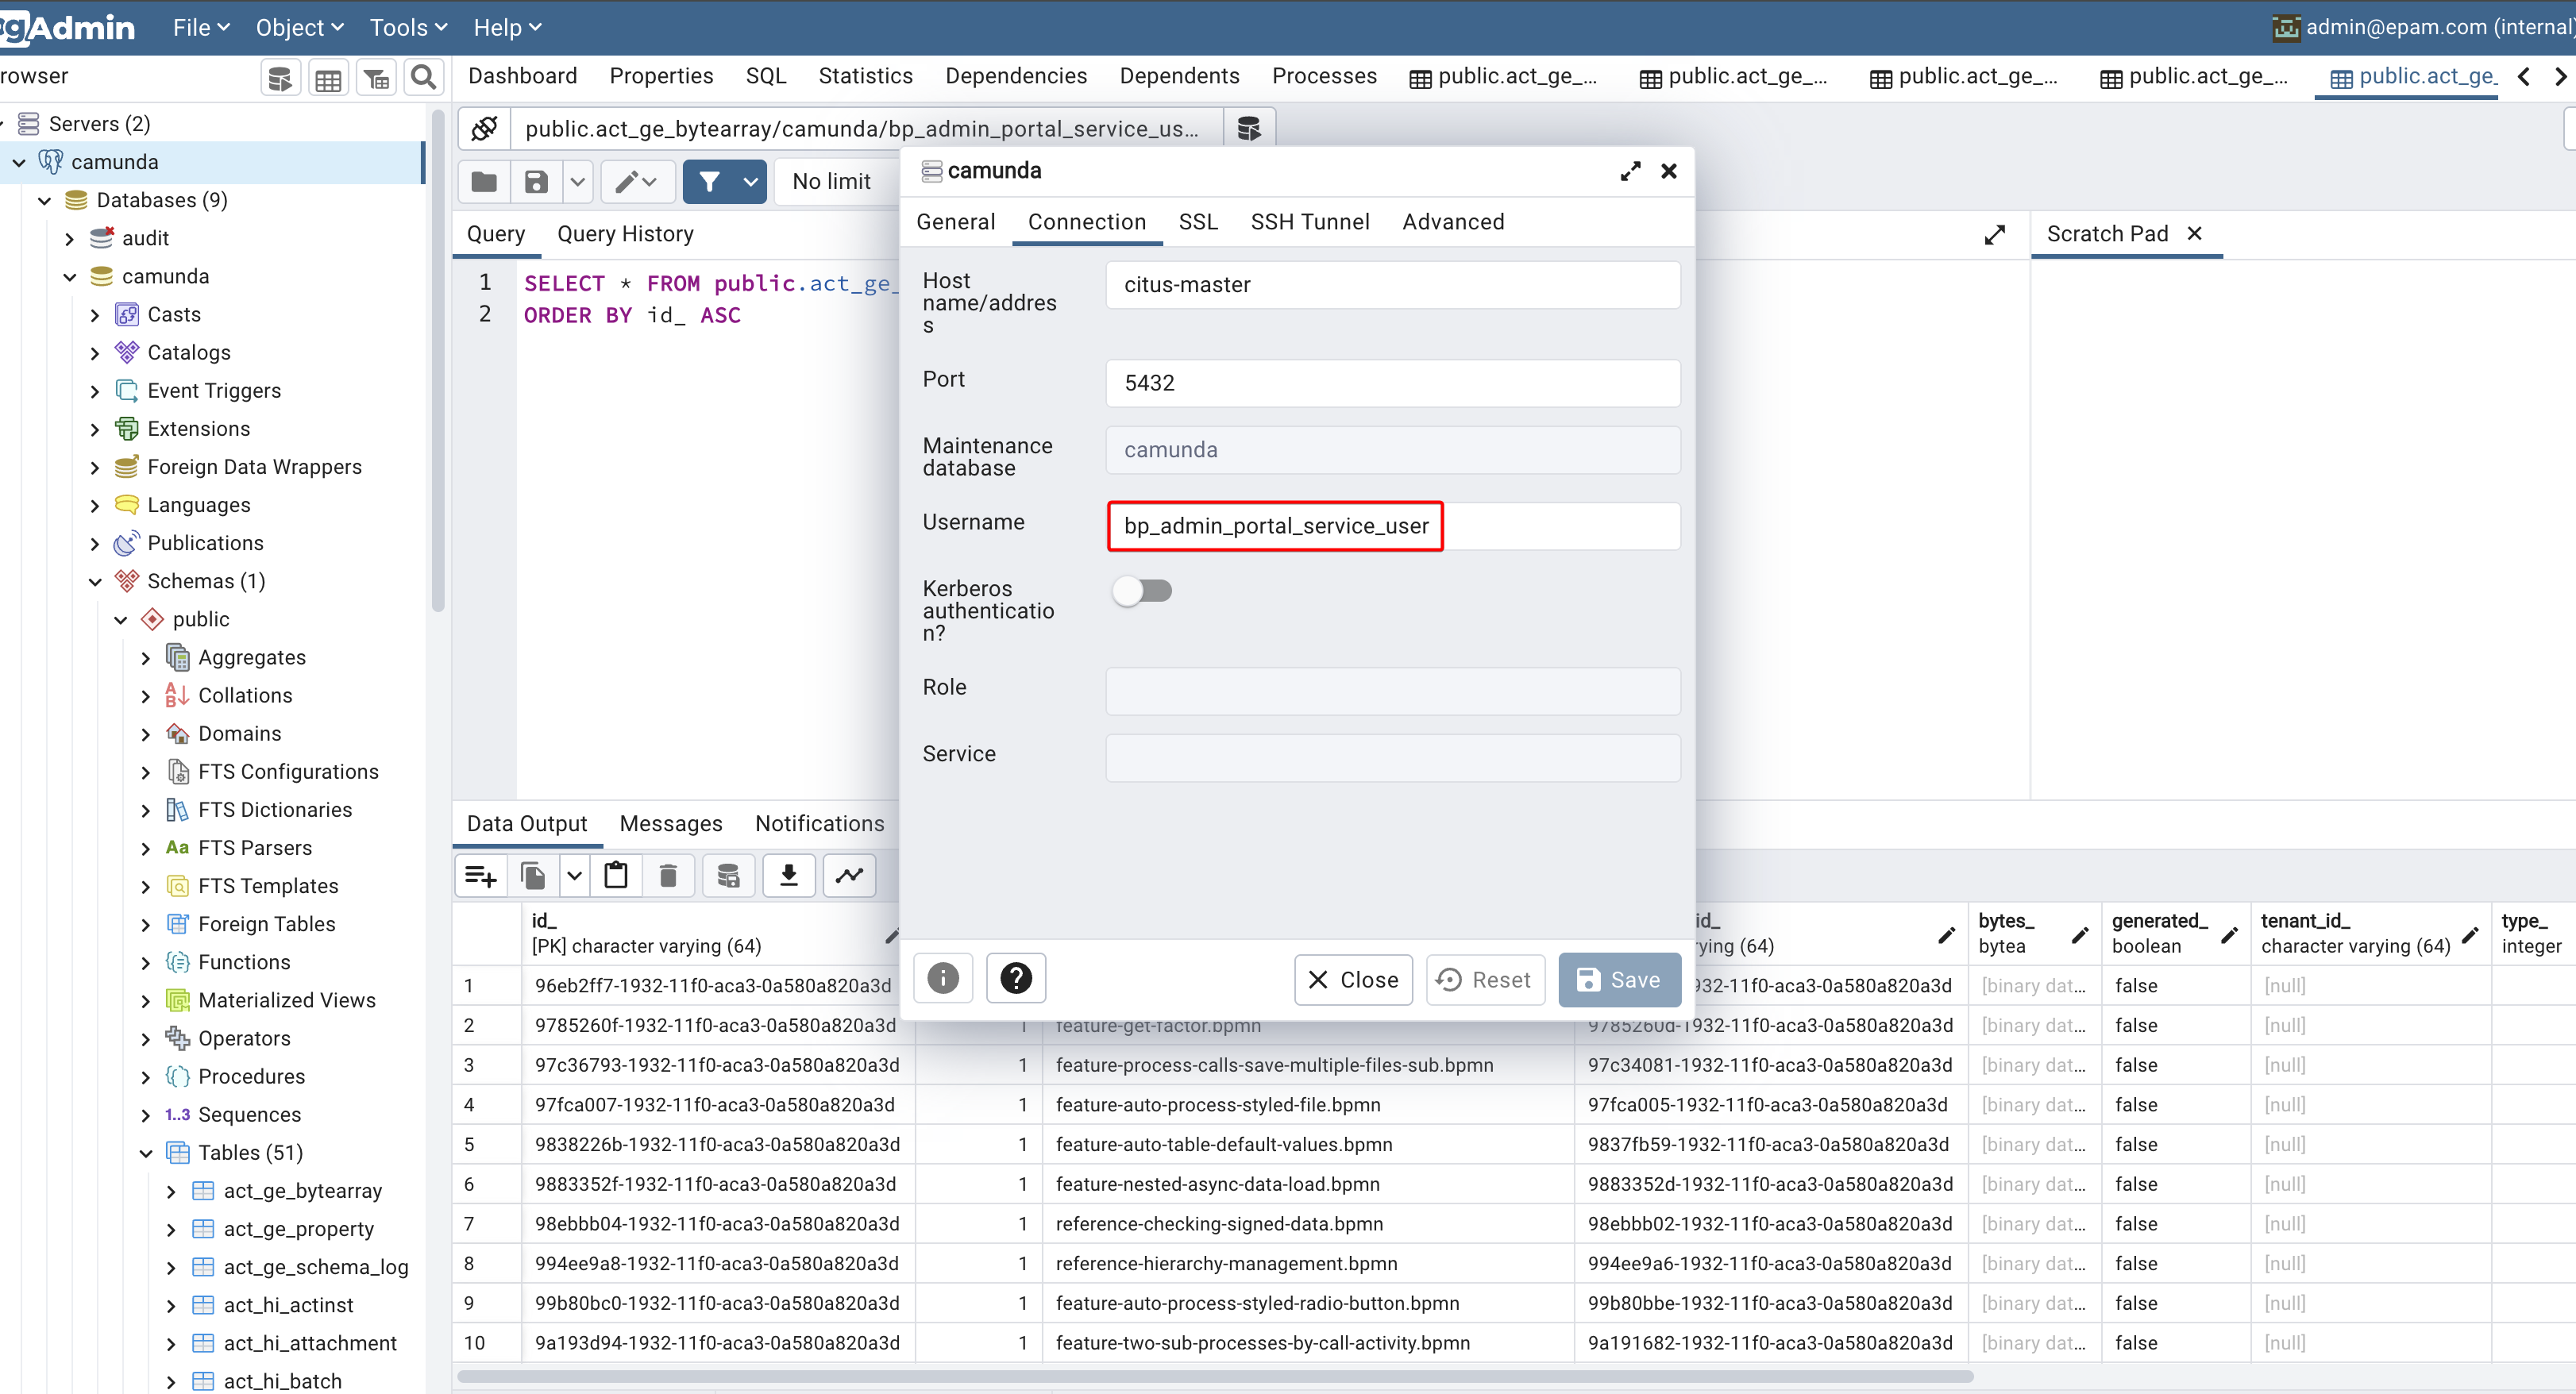 pgAdmin File Object Tools Help admin@epam.com (internal)
rowser
Dashboard Properties SQL Statistics Dependencies Dependents Processes public.act_ge_... public.act_ge_... public.act_ge_... public.act_ge_... public.act_ge_
Servers (2)
camunda
Databases (9)
audit
camunda
Casts
Catalogs
Event Triggers
Extensions
Foreign Data Wrappers
Languages
Publications
Schemas (1)
public
Aggregates
Collations
Domains
FTS Configurations
FTS Dictionaries
Aa FTS Parsers
FTS Templates
Foreign Tables
Functions
Materialized Views
Operators
Procedures
1..3 Sequences
Tables (51)
act_ge_bytearray
act_ge_property
act_ge_schema_log
act_hi_actinst
act_hi_attachment
act_hi_batch
public.act_ge_bytearray/camunda/bp_admin_portal_service_us...
No limit
Query Query History
Scratch Pad
1 SELECT * FROM public.act_ge_
2 ORDER BY id_ ASC
camunda
General Connection SSL SSH Tunnel Advanced
Host
name/addres
s
citus-master
Port 5432
Maintenance
database
camunda
Username bp_admin_portal_service_user
Kerberos
authenticatio
n?
Role
Service
Close Reset Save
Data Output Messages Notifications
id_ id_ bytes_ generated_ tenant_id_ type_
[PK] character varying (64) ying (64) bytea boolean character varying (64) integer
1 96eb2ff7-1932-11f0-aca3-0a580a820a3d 932-11f0-aca3-0a580a820a3d [binary dat... false [null]
2 9785260f-1932-11f0-aca3-0a580a820a3d 1 feature-get-factor.bpmn 9785260d-1932-11f0-aca3-0a580a820a3d [binary dat... false [null]
3 97c36793-1932-11f0-aca3-0a580a820a3d 1 feature-process-calls-save-multiple-files-sub.bpmn 97c34081-1932-11f0-aca3-0a580a820a3d [binary dat... false [null]
4 97fca007-1932-11f0-aca3-0a580a820a3d 1 feature-auto-process-styled-file.bpmn 97fca005-1932-11f0-aca3-0a580a820a3d [binary dat... false [null]
5 9838226b-1932-11f0-aca3-0a580a820a3d 1 feature-auto-table-default-values.bpmn 9837fb59-1932-11f0-aca3-0a580a820a3d [binary dat... false [null]
6 9883352f-1932-11f0-aca3-0a580a820a3d 1 feature-nested-async-data-load.bpmn 9883352d-1932-11f0-aca3-0a580a820a3d [binary dat... false [null]
7 98ebbb04-1932-11f0-aca3-0a580a820a3d 1 reference-checking-signed-data.bpmn 98ebbb02-1932-11f0-aca3-0a580a820a3d [binary dat... false [null]
8 994ee9a8-1932-11f0-aca3-0a580a820a3d 1 reference-hierarchy-management.bpmn 994ee9a6-1932-11f0-aca3-0a580a820a3d [binary dat... false [null]
9 99b80bc0-1932-11f0-aca3-0a580a820a3d 1 feature-auto-process-styled-radio-button.bpmn 99b80bbe-1932-11f0-aca3-0a580a820a3d [binary dat... false [null]
10 9a193d94-1932-11f0-aca3-0a580a820a3d 1 feature-two-sub-processes-by-call-activity.bpmn 9a191682-1932-11f0-aca3-0a580a820a3d [binary dat... false [null]